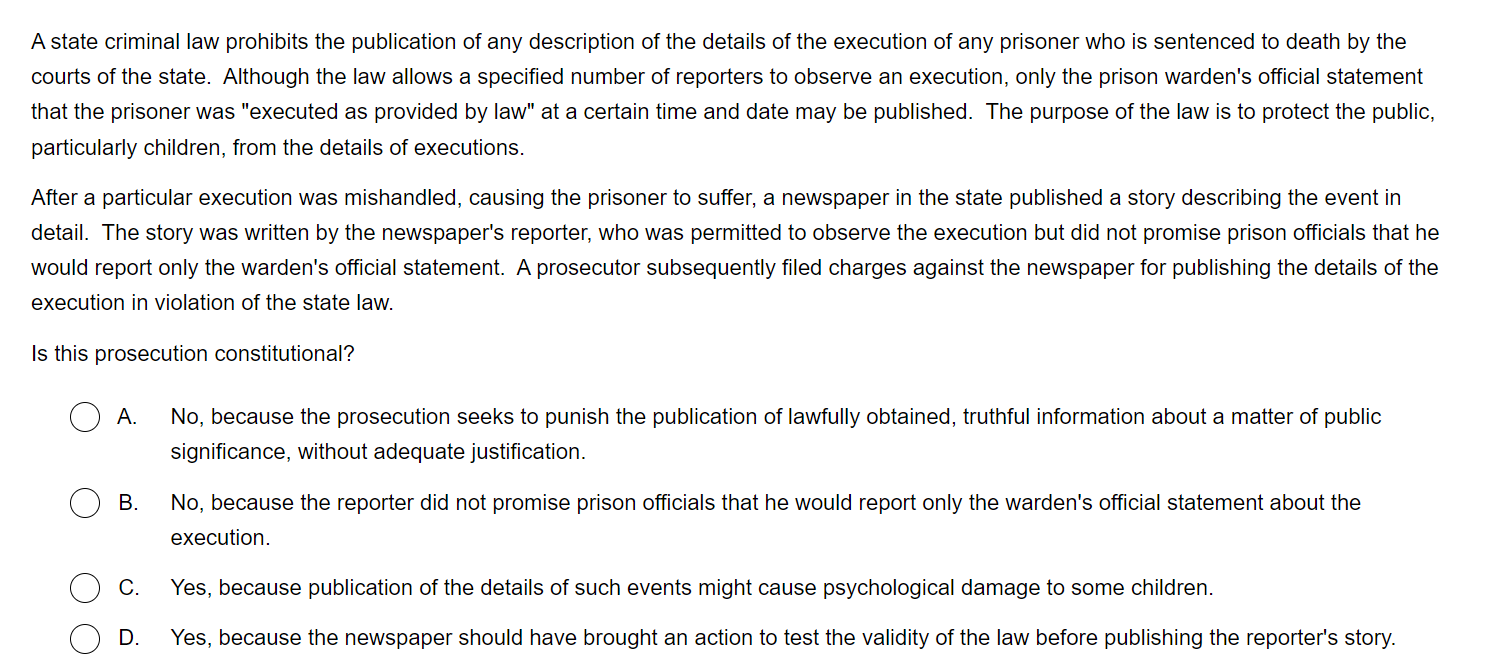 A state criminal law prohibits the publication of any description of the details of the execution of any prisoner who is sentenced to death by the
courts of the state.  Although the law allows a specified number of reporters to observe an execution, only the prison warden's official statement
that the prisoner was "executed as provided by law" at a certain time and date may be published.  The purpose of the law is to protect the public,
particularly children, from the details of executions.
After a particular execution was mishandled, causing the prisoner to suffer, a newspaper in the state published a story describing the event in
detail.  The story was written by the newspaper's reporter, who was permitted to observe the execution but did not promise prison officials that he
would report only the warden's official statement.  A prosecutor subsequently filed charges against the newspaper for publishing the details of the
execution in violation of the state law.
Is this prosecution constitutional?
A. No, because the prosecution seeks to punish the publication of lawfully obtained, truthful information about a matter of public
significance, without adequate justification.
B. No, because the reporter did not promise prison officials that he would report only the warden's official statement about the
execution.
C. Yes, because publication of the details of such events might cause psychological damage to some children.
D. Yes, because the newspaper should have brought an action to test the validity of the law before publishing the reporter's story.